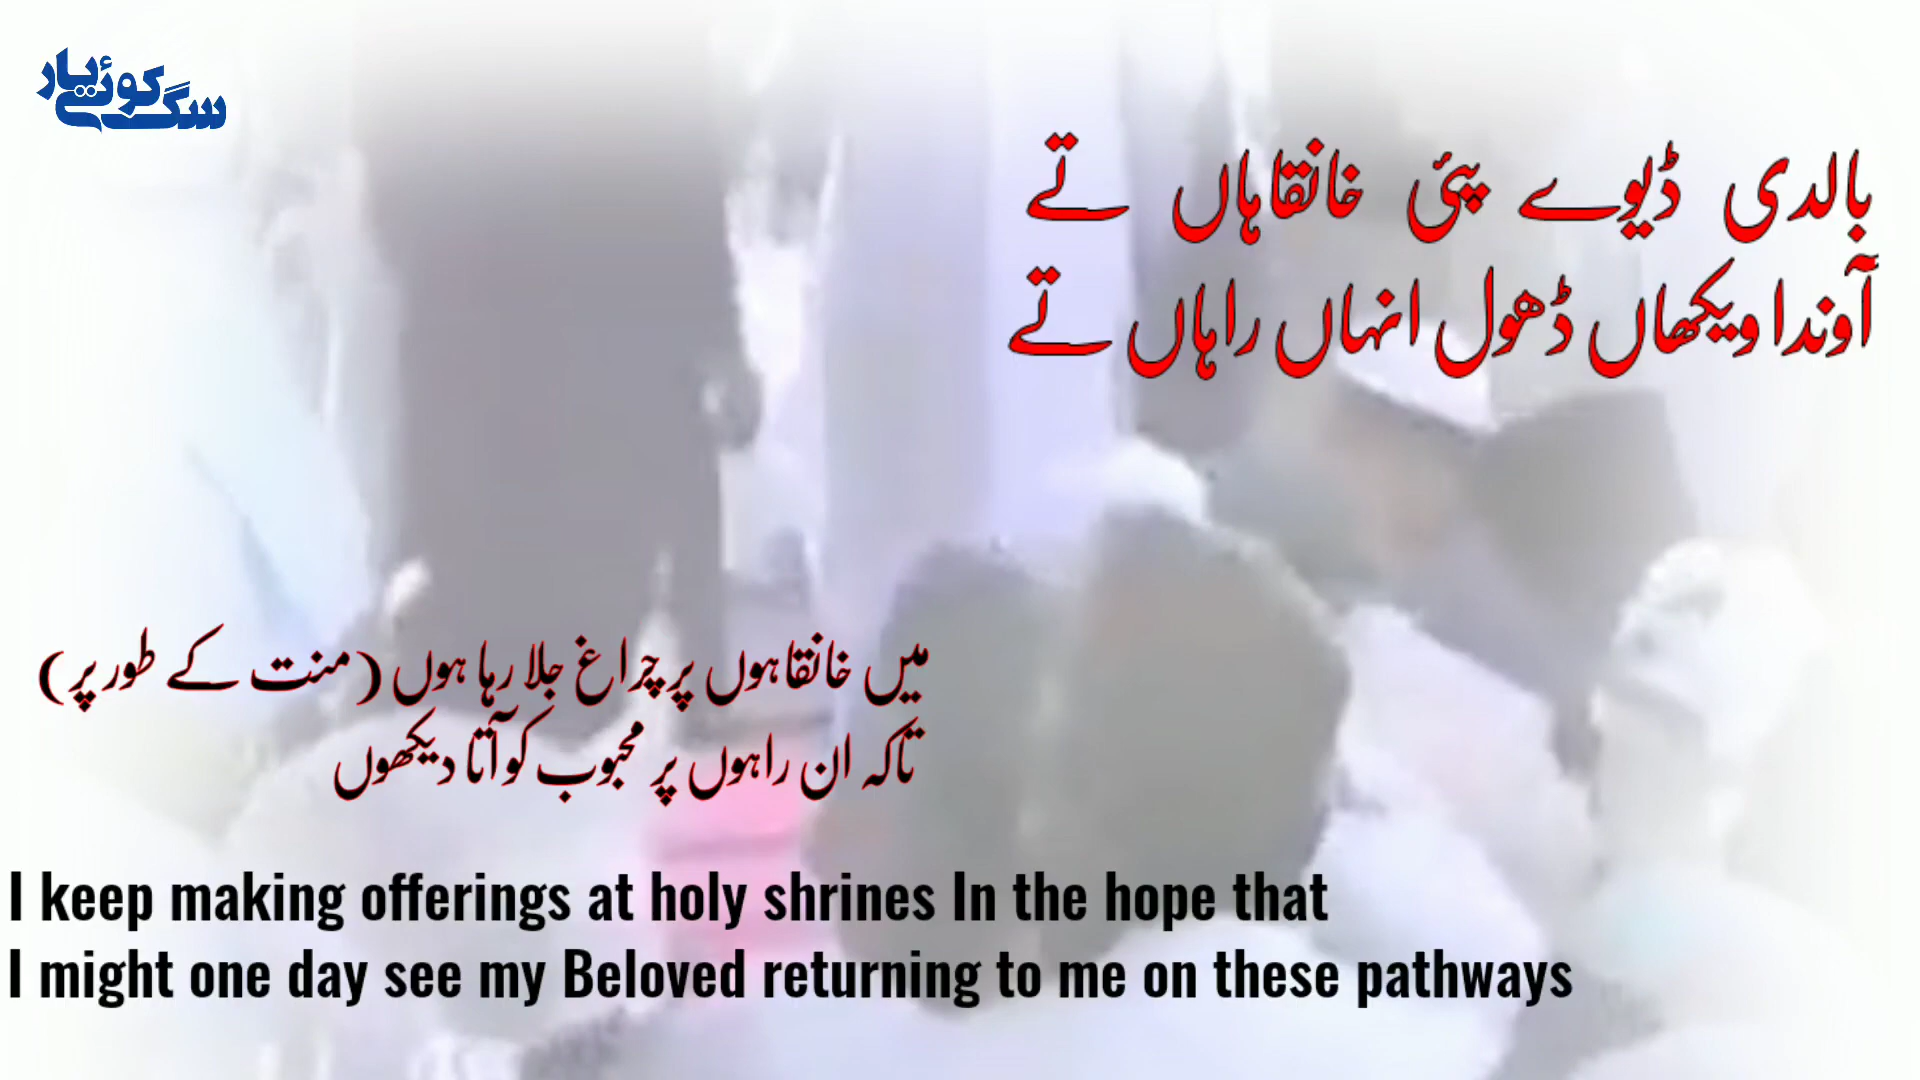 سگ کوئے یار
بالدی ڈیوے پئی خانقاہاں تے
آوندا ویکھاں ڈھول انہاں راہاں تے
میں خانقاہوں پر چراغ جلا رہا ہوں (منت کے طور پر)
تاکہ ان راہوں پر محبوب کو آتا دیکھوں
I keep making offerings at holy shrines In the hope that
I might one day see my Beloved returning to me on these pathways